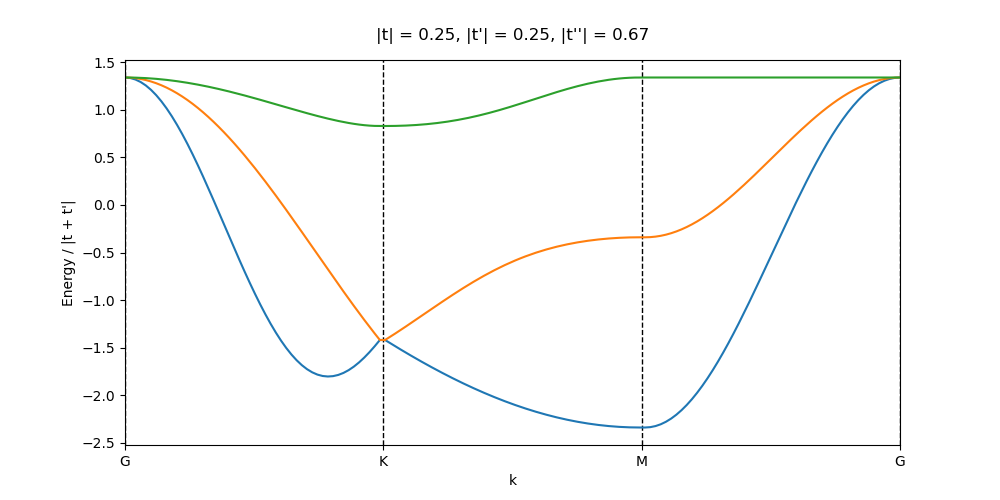 |t| = 0.25, |t'| = 0.25, |t''| = 0.67
1.5
1.0
0.5
0.0
−0.5
−1.0
−1.5
−2.0
−2.5
Energy / |t + t'|
G K M G
k